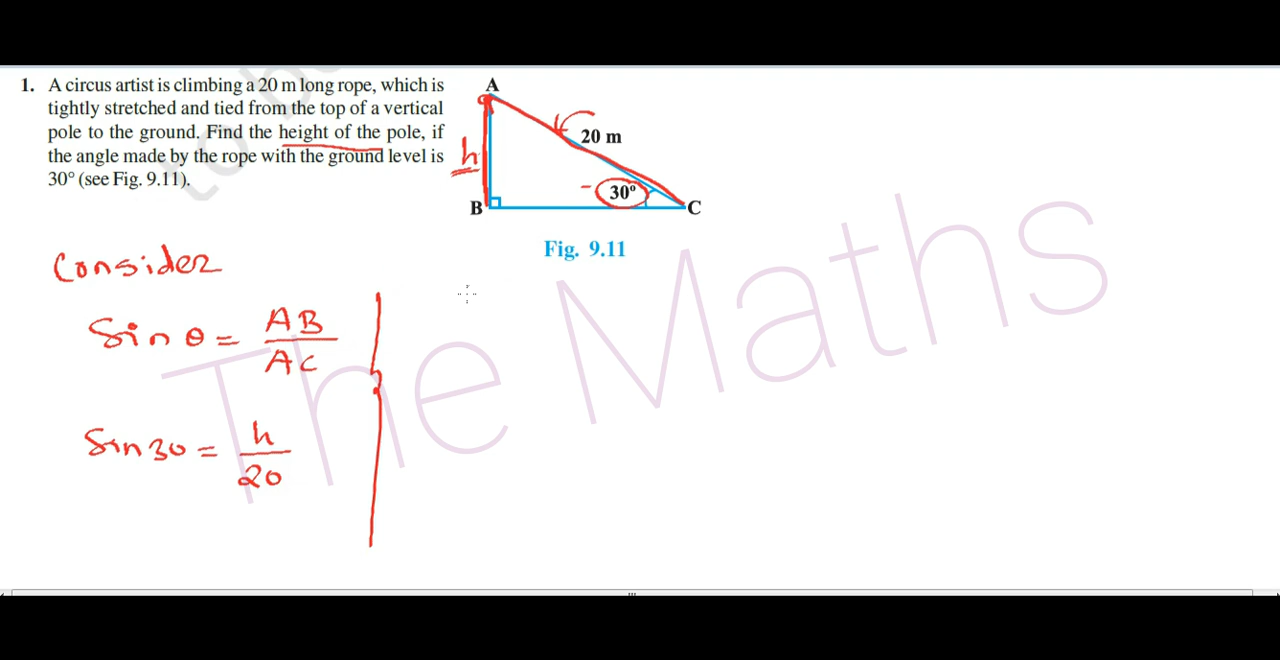 1. A circus artist is climbing a 20 m long rope, which is
tightly stretched and tied from the top of a vertical
pole to the ground. Find the height of the pole, if
the angle made by the rope with the ground level is
30° (see Fig. 9.11).
A
20 m
h
30°
B
C
Fig. 9.11
Consider
Sin θ = AB
AC
Sin 30 = h
20
The Maths